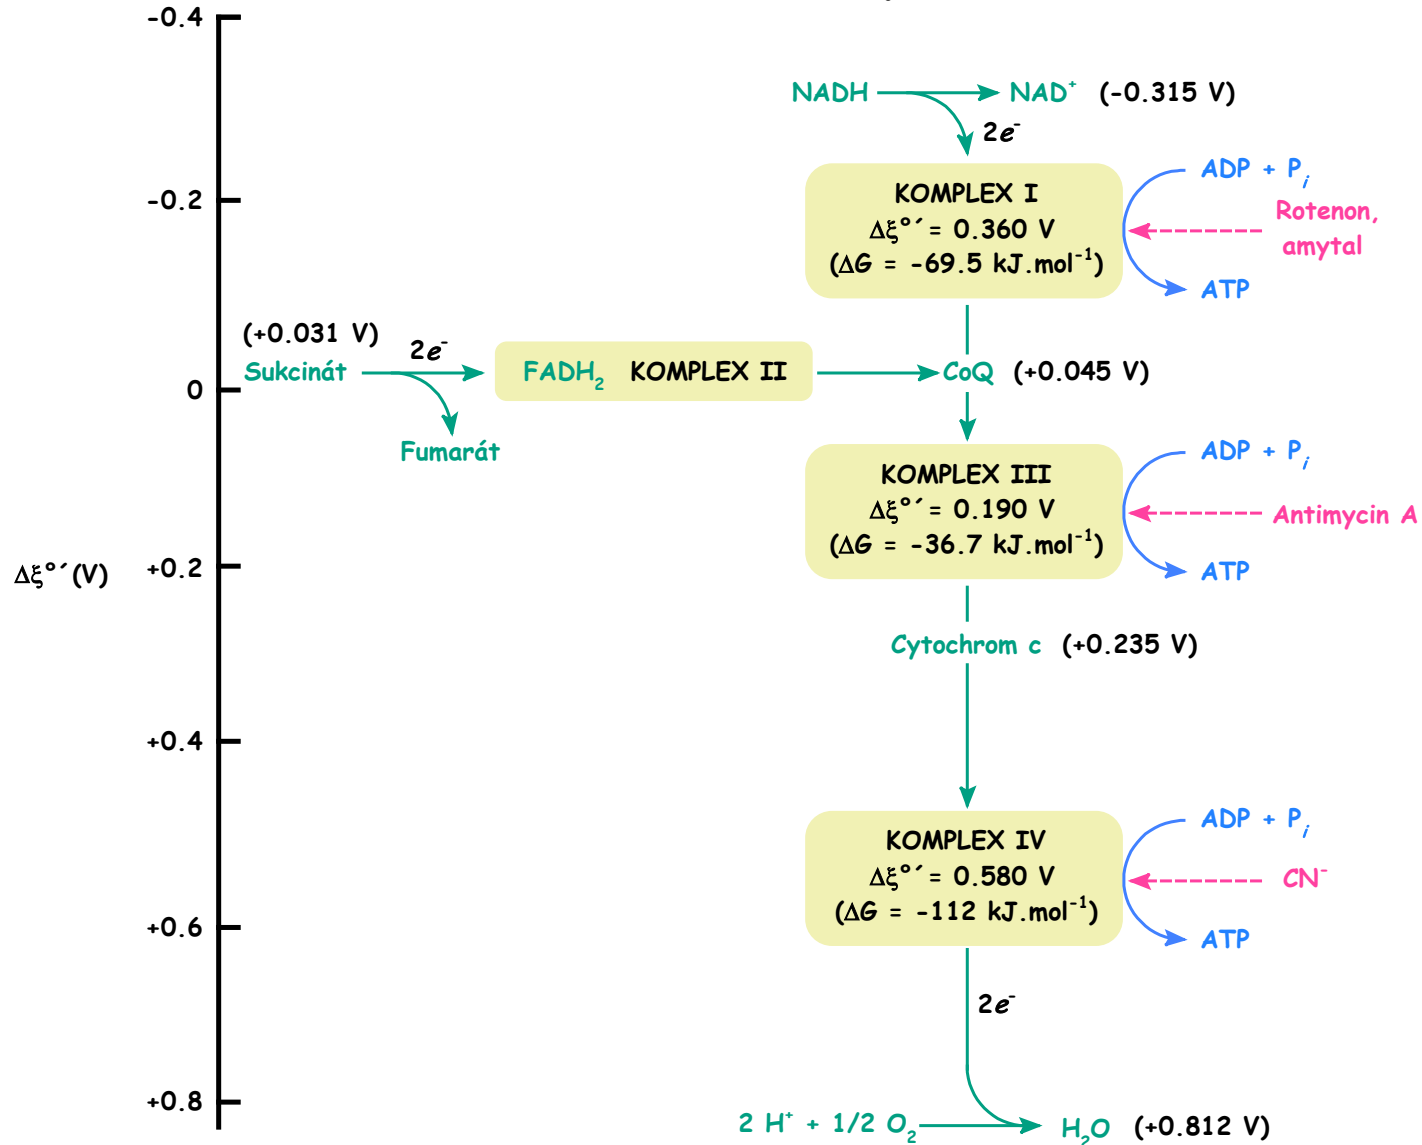 -0.4
NADH
NAD⁺ (-0.315 V)
2e⁻
-0.2
KOMPLEX I
Δξ°´= 0.360 V
(ΔG = -69.5 kJ.mol⁻¹)
ADP + Pᵢ
Rotenon,
amytal
ATP
(+0.031 V)
Sukcinát
2e⁻
FADH₂ KOMPLEX II
CoQ (+0.045 V)
0
Fumarát
KOMPLEX III
Δξ°´= 0.190 V
(ΔG = -36.7 kJ.mol⁻¹)
ADP + Pᵢ
Antimycin A
ATP
Δξ°´(V)
+0.2
Cytochrom c (+0.235 V)
+0.4
KOMPLEX IV
Δξ°´= 0.580 V
(ΔG = -112 kJ.mol⁻¹)
ADP + Pᵢ
CN⁻
ATP
+0.6
2e⁻
+0.8
2 H⁺ + 1/2 O₂
H₂O (+0.812 V)